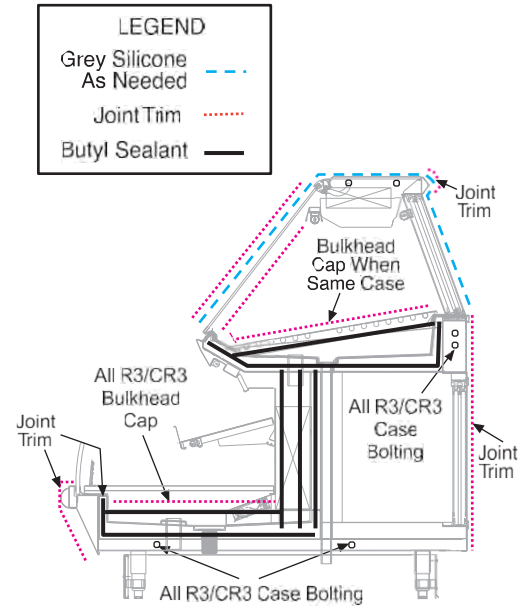 LEGEND
Grey Silicone
As Needed
Joint Trim
Butyl Sealant
Joint
Trim
Bulkhead
Cap When
Same Case
All R3/CR3
Bulkhead
Cap
All R3/CR3
Case
Bolting
Joint
Trim
Joint
Trim
All R3/CR3 Case Bolting